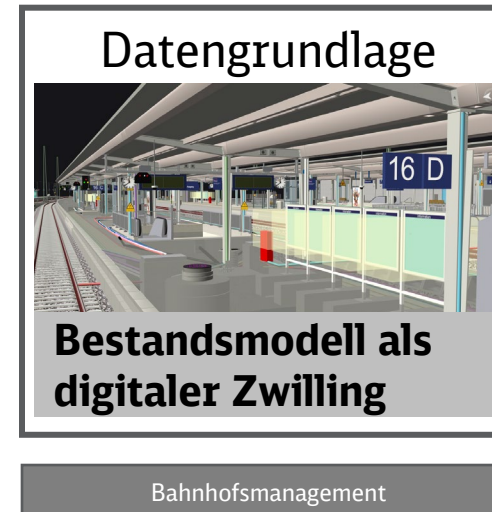 Datengrundlage
16 D
Bestandsmodell als
digitaler Zwilling
Bahnhofsmanagement